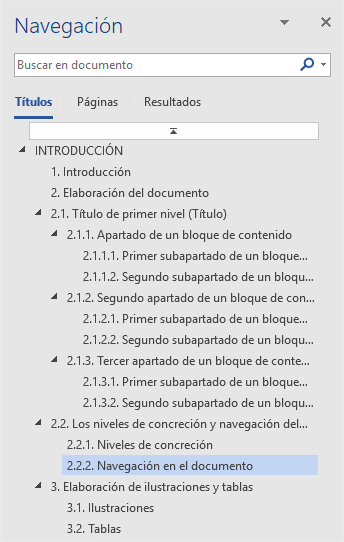 Navegación
Buscar en documento
Títulos Páginas Resultados
INTRODUCCIÓN
1. Introducción
2. Elaboración del documento
2.1. Título de primer nivel (Título)
2.1.1. Apartado de un bloque de contenido
2.1.1.1. Primer subapartado de un bloque...
2.1.1.2. Segundo subapartado de un bloqu...
2.1.2. Segundo apartado de un bloque de con...
2.1.2.1. Primer subapartado de un bloque...
2.1.2.2. Segundo subapartado de un bloqu...
2.1.3. Tercer apartado de un bloque de conte...
2.1.3.1. Primer subapartado de un bloque...
2.1.3.2. Segundo subapartado de un bloqu...
2.2. Los niveles de concreción y navegación del...
2.2.1. Niveles de concreción
2.2.2. Navegación en el documento
3. Elaboración de ilustraciones y tablas
3.1. Ilustraciones
3.2. Tablas